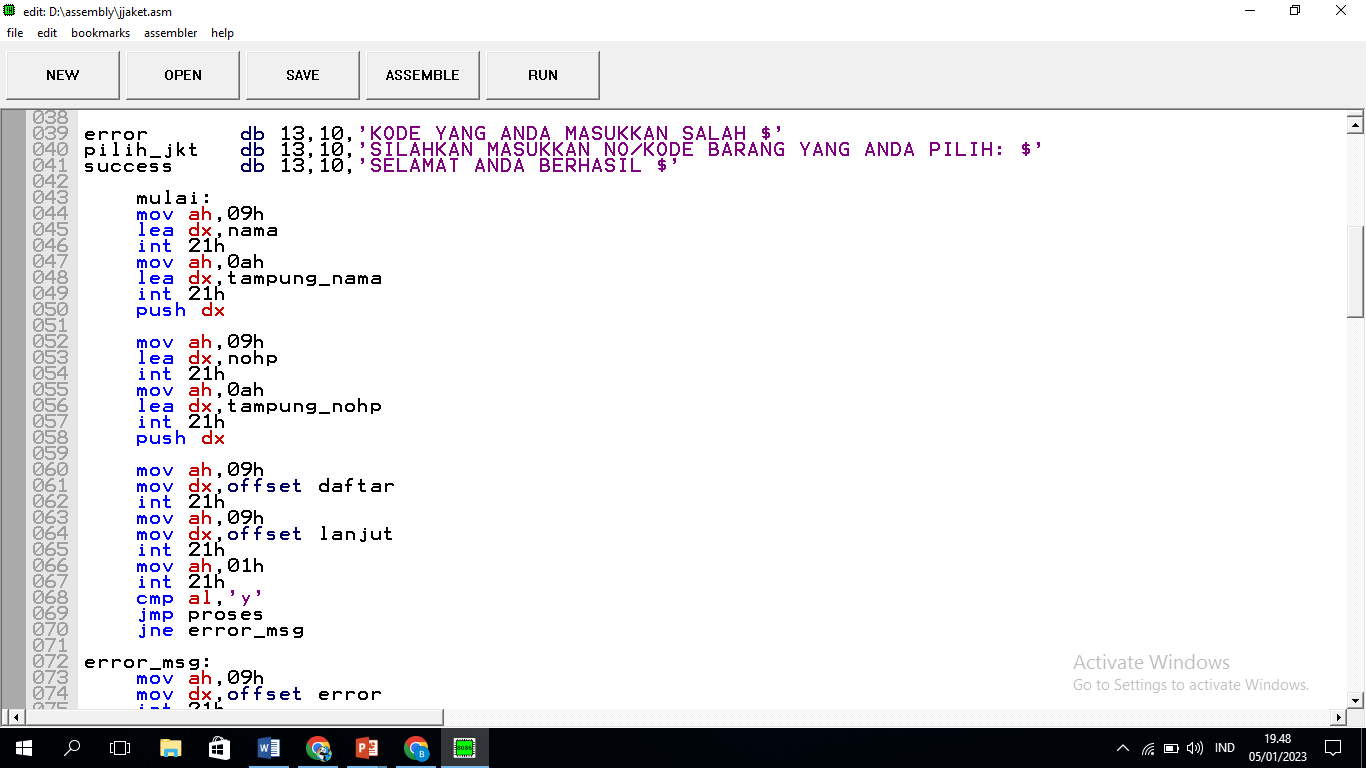 edit: D:\assembly\jjaket.asm
file edit bookmarks assembler help
NEW OPEN SAVE ASSEMBLE RUN
038
039 error db 13,10,'KODE YANG ANDA MASUKKAN SALAH $'
040 pilih_jkt db 13,10,'SILAHKAN MASUKKAN NO/KODE BARANG YANG ANDA PILIH: $'
041 success db 13,10,'SELAMAT ANDA BERHASIL $'
042
043 mulai:
044 mov ah,09h
045 lea dx,nama
046 int 21h
047 mov ah,0ah
048 lea dx,tampung_nama
049 int 21h
050 push dx
051
052 mov ah,09h
053 lea dx,nohp
054 int 21h
055 mov ah,0ah
056 lea dx,tampung_nohp
057 int 21h
058 push dx
059
060 mov ah,09h
061 mov dx,offset daftar
062 int 21h
063 mov ah,09h
064 mov dx,offset lanjut
065 int 21h
066 mov ah,01h
067 int 21h
068 cmp al,'y'
069 jmp proses
070 jne error_msg
071
072 error_msg:
073 mov ah,09h
074 mov dx,offset error
075 int 21h
Activate Windows
Go to Settings to activate Windows.
IND
19.48
05/01/2023